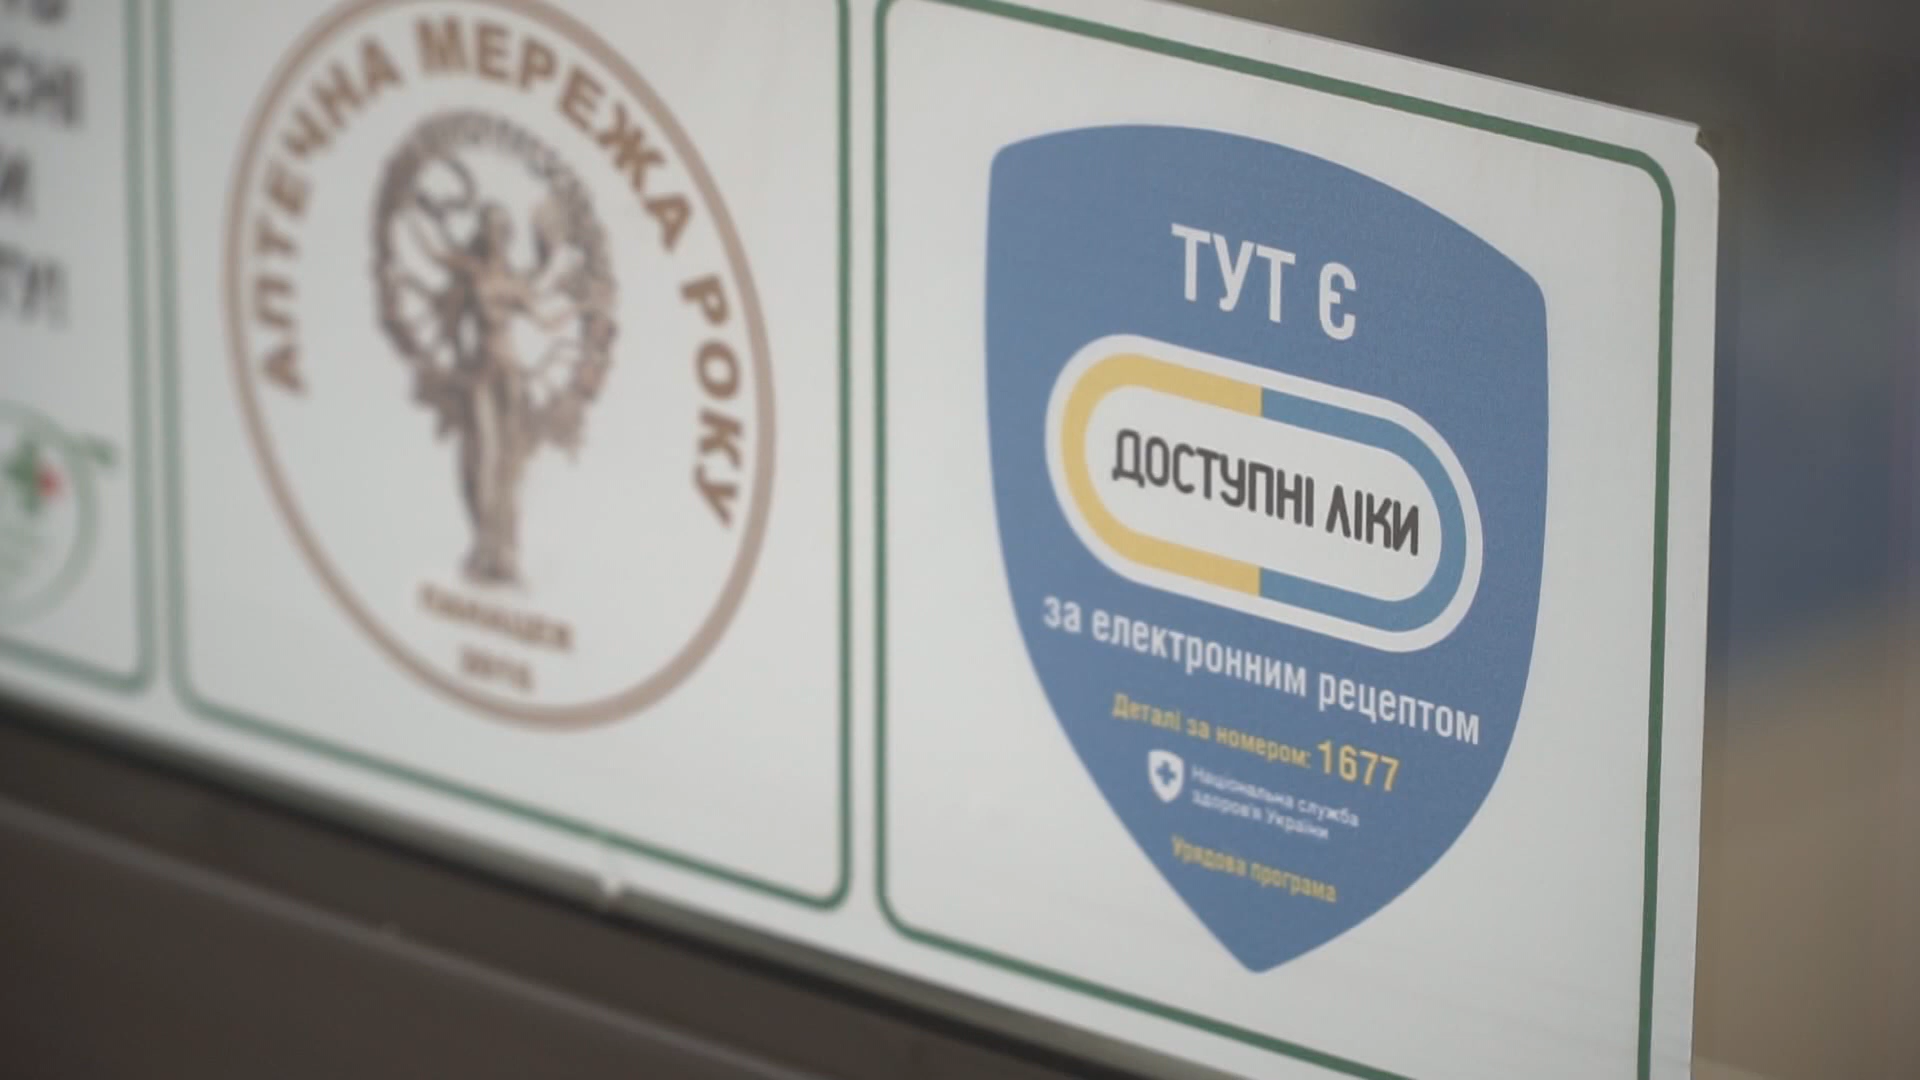 АПТЕЧНА МЕРЕЖА РОКУ
ПАНАЦЕЯ
ТУТ Є
ДОСТУПНІ ЛІКИ
за електронним рецептом
Деталі за номером: 1677
Національна служба
здоров'я України
Урядова програма